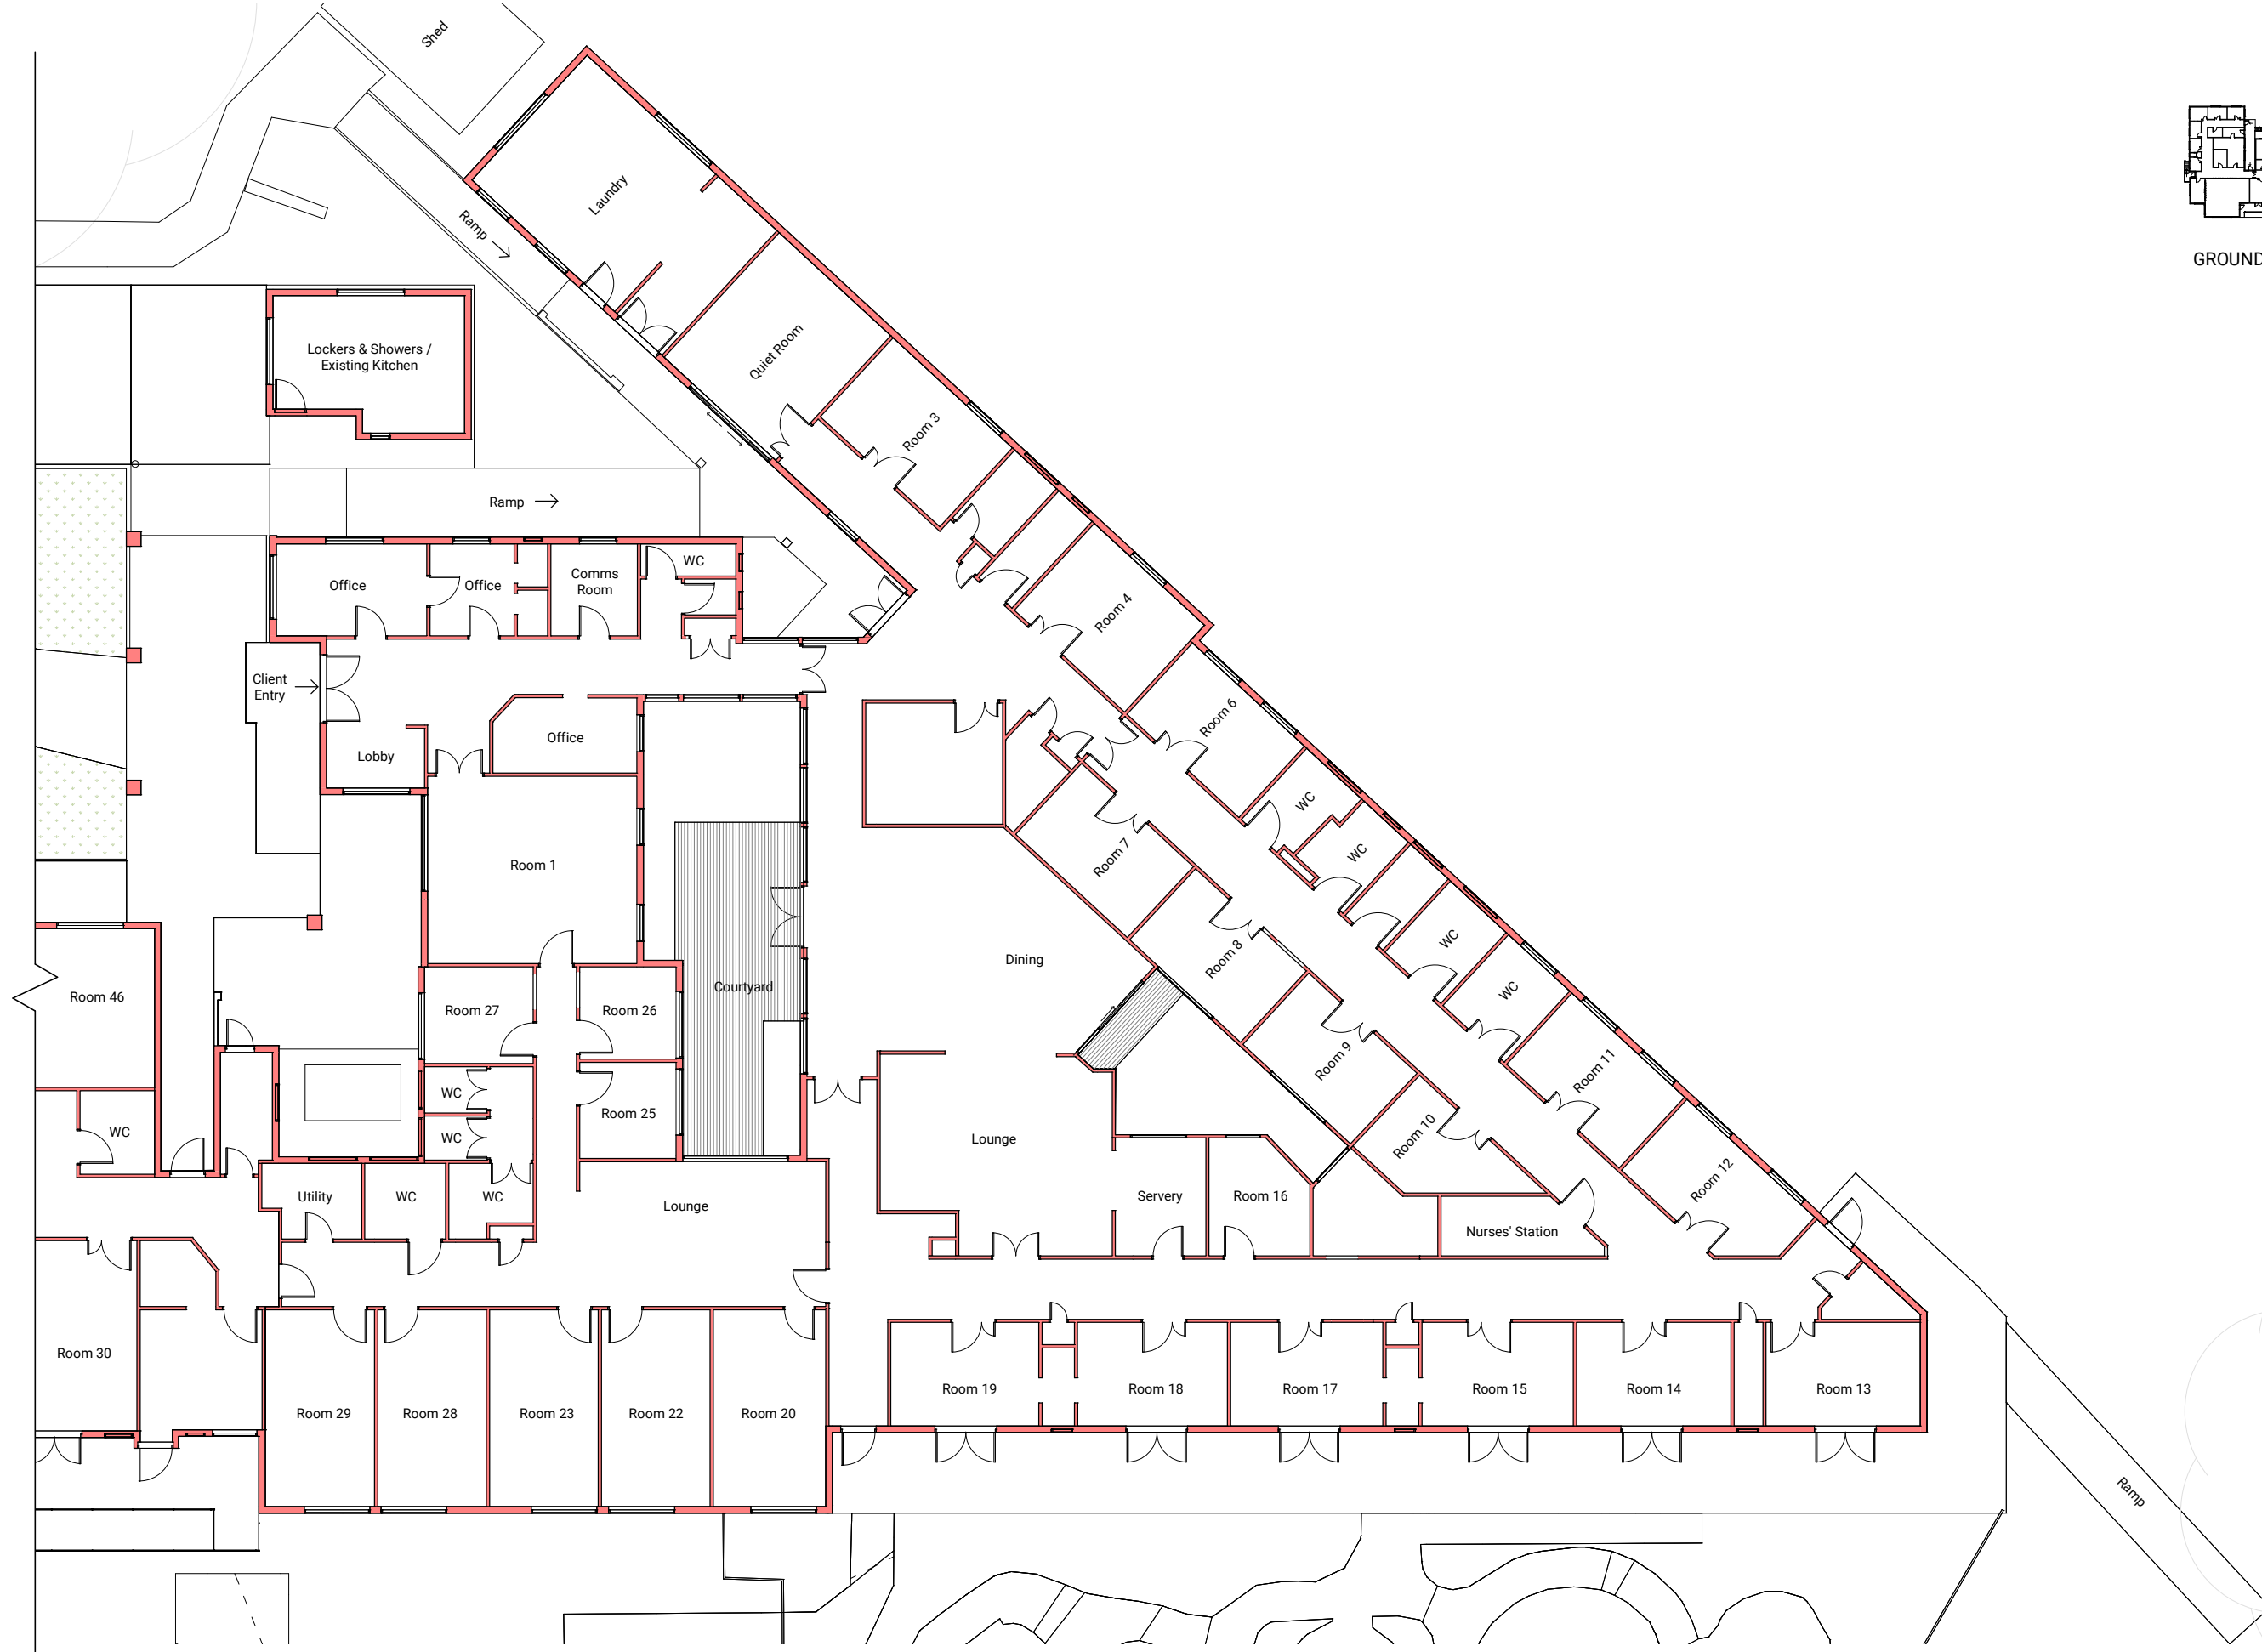 Shed
Laundry
Ramp
GROUND
Quiet Room
Lockers & Showers /
Existing Kitchen
Room 3
Ramp
Office
Office
Comms
Room
WC
Room 4
Client
Entry
Lobby
Office
Room 6
WC
WC
Room 7
Room 1
Room 8
WC
WC
Dining
Courtyard
Room 46
Room 27
Room 26
Room 9
Room 11
WC
WC
WC
Room 25
Lounge
Room 10
Room 12
Utility
WC
WC
Lounge
Servery
Room 16
Nurses' Station
Room 30
Room 29
Room 28
Room 23
Room 22
Room 20
Room 19
Room 18
Room 17
Room 15
Room 14
Room 13
Ramp